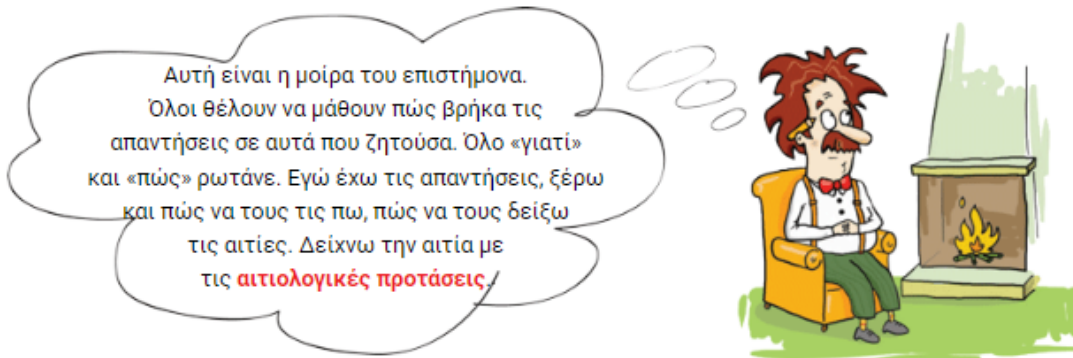 Αυτή είναι η μοίρα του επιστήμονα.
Όλοι θέλουν να μάθουν πώς βρήκα τις
απαντήσεις σε αυτά που ζητούσα. Όλο «γιατί»
και «πώς» ρωτάνε. Εγώ έχω τις απαντήσεις, ξέρω
και πώς να τους τις πω, πώς να τους δείξω
τις αιτίες. Δείχνω την αιτία με
τις αιτιολογικές προτάσεις.